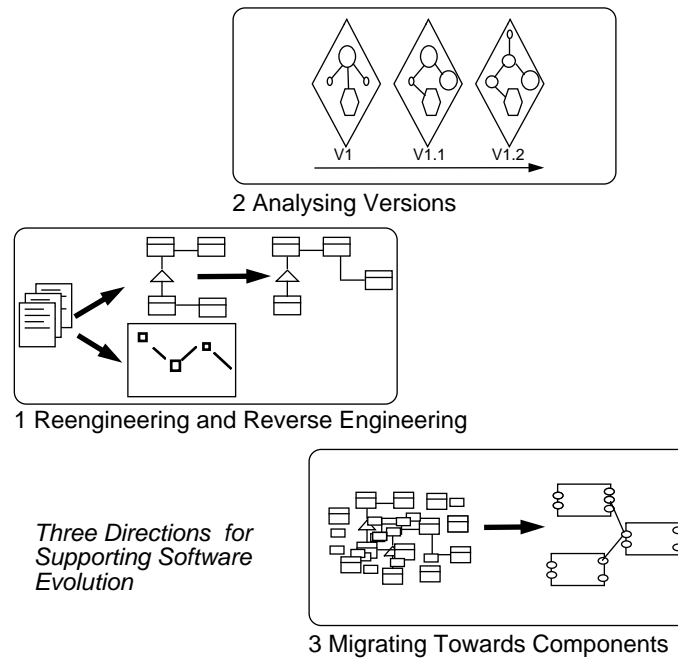 V1 V1.1 V1.2
2 Analysing Versions
1 Reengineering and Reverse Engineering
Three Directions for
Supporting Software
Evolution
3 Migrating Towards Components